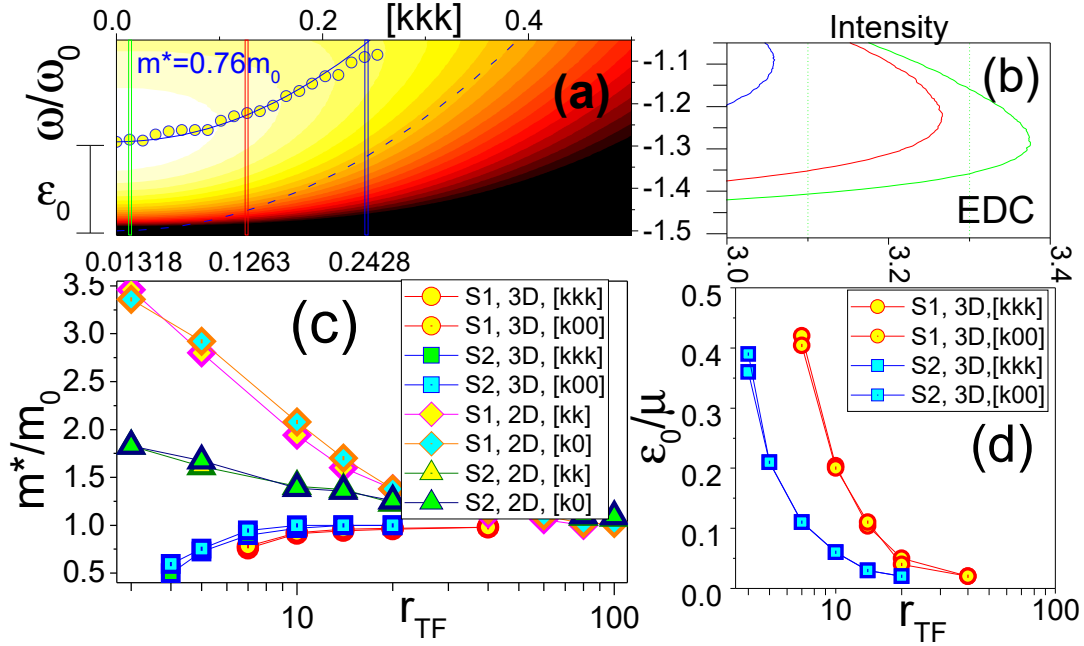 0.0 0.2 [kkk] 0.4
m*=0.76m0
(a)
ω/ω0
ε0
-1.1
-1.2
-1.3
-1.4
-1.5
0.01318 0.1263 0.2428
Intensity
(b)
EDC
3.0 3.2 3.4
3.5
3.0
2.5
2.0
1.5
1.0
0.5
m*/m0
(c)
S1, 3D, [kkk]
S1, 3D, [k00]
S2, 3D, [kkk]
S2, 3D, [k00]
S1, 2D, [kk]
S1, 2D, [k0]
S2, 2D, [kk]
S2, 2D, [k0]
10 100
rTF
0.5
0.4
0.3
0.2
0.1
0.0
ε0/μ
S1, 3D,[kkk]
S1, 3D,[k00]
S2, 3D,[kkk]
S2, 3D,[k00]
(d)
10 100
rTF